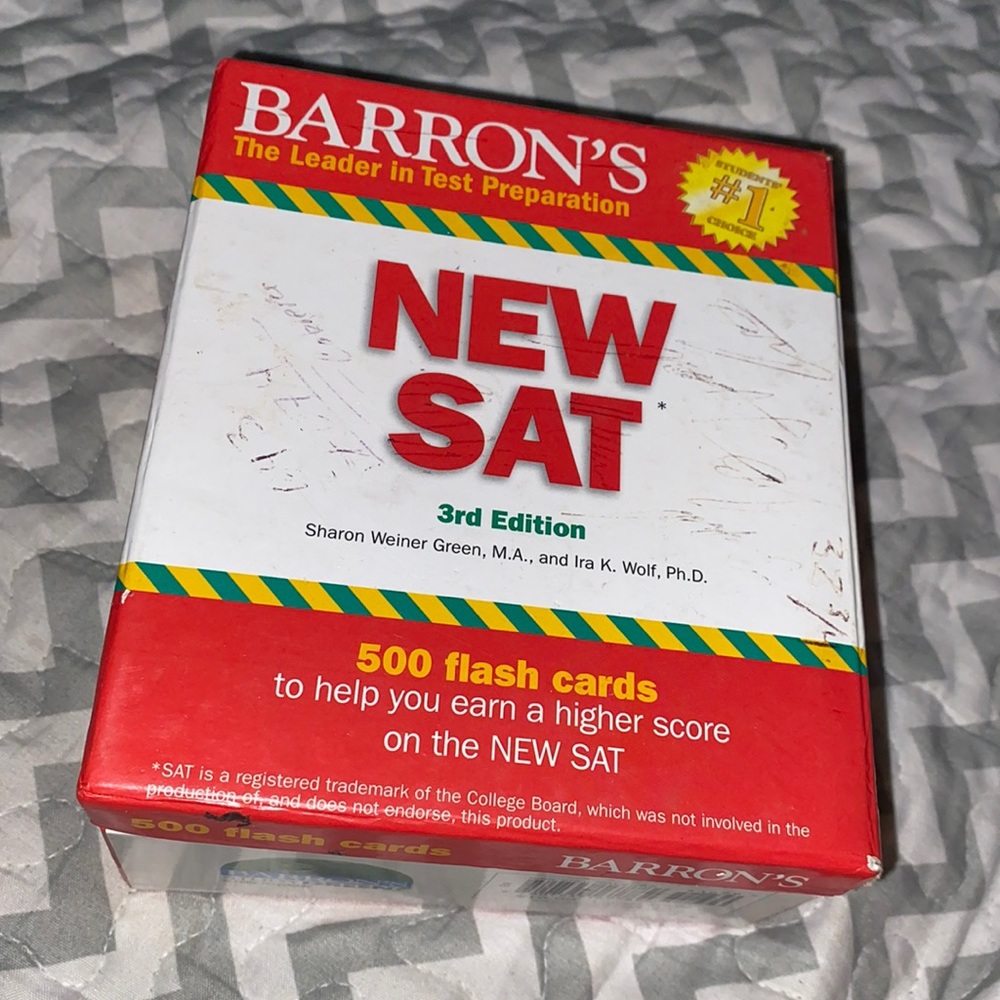 BARRON'S
The Leader in Test Preparation
STUDENTS'
#1
CHOICE
NEW
SAT*
3rd Edition
Sharon Weiner Green, M.A., and Ira K. Wolf, Ph.D.
500 flash cards
to help you earn a higher score
on the NEW SAT
*SAT is a registered trademark of the College Board, which was not involved in the
production of, and does not endorse, this product.
500 flash cards
BARRON'S